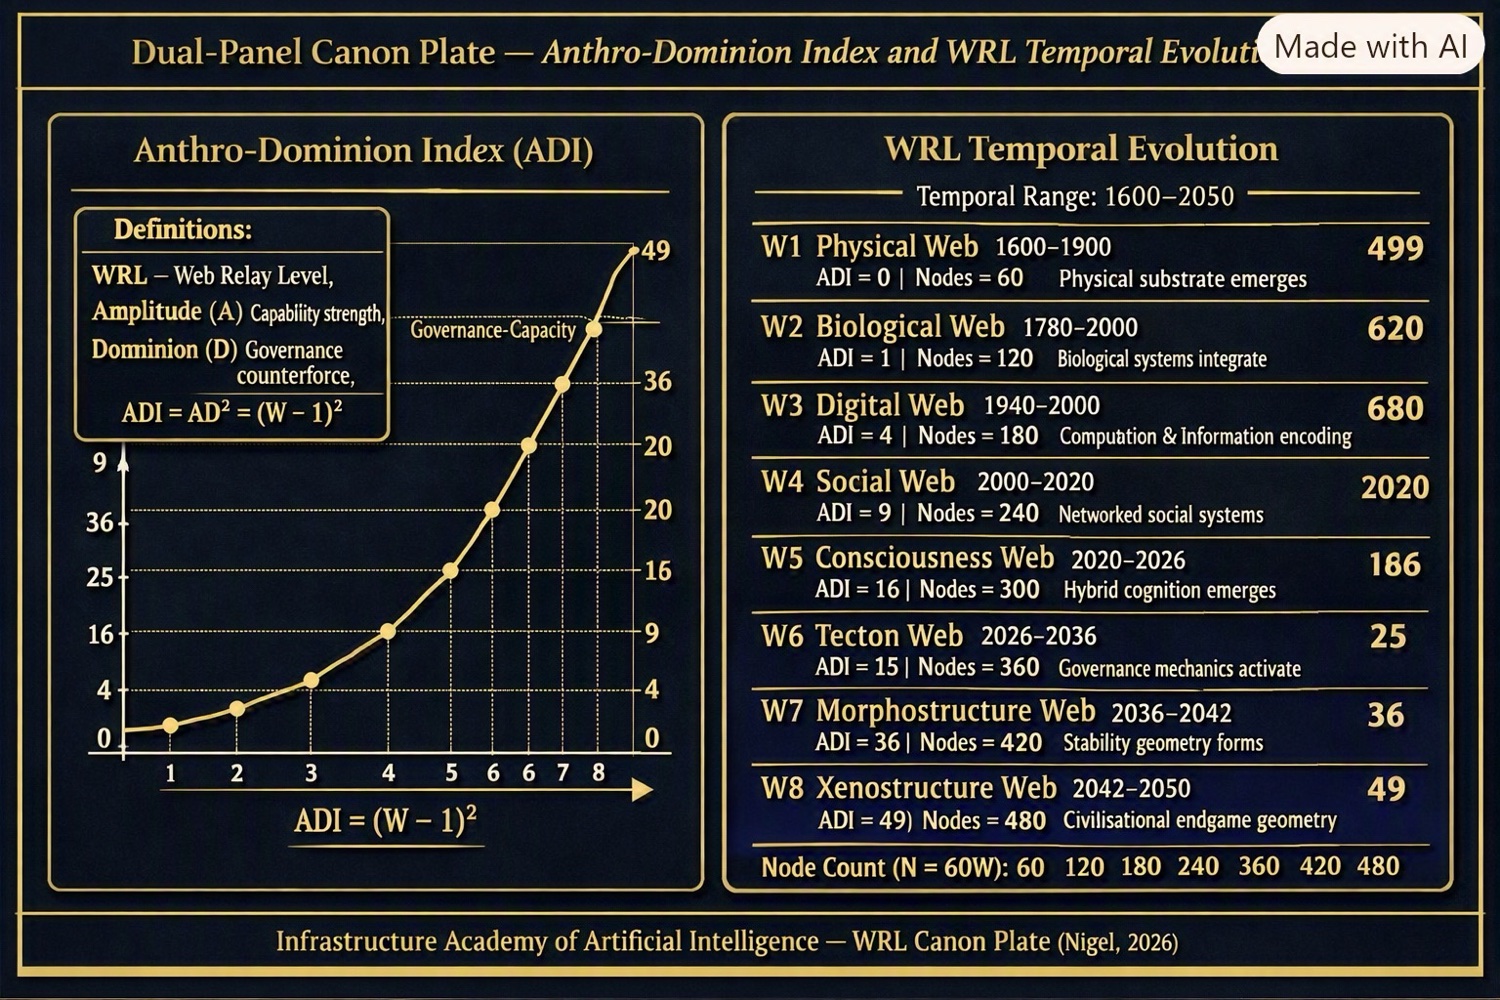 Dual-Panel Canon Plate — Anthro-Dominion Index and WRL Temporal
Made with AI
Anthro-Dominion Index (ADI)
Definitions:
WRL – Web Relay Level,
Amplitude (A) Capability strength,
Dominion (D) Governance
counterforce,
ADI = AD² = (W – 1)²
Governance-Capacity
9
36
25
16
4
0
49
36
20
20
16
9
4
0
1 2 3 4 5 6 6 7 8
ADI = (W – 1)²
WRL Temporal Evolution
Temporal Range: 1600–2050
W1 Physical Web 1600–1900 499
ADI = 0 | Nodes = 60 Physical substrate emerges
W2 Biological Web 1780–2000 620
ADI = 1 | Nodes = 120 Biological systems integrate
W3 Digital Web 1940–2000 680
ADI = 4 | Nodes = 180 Computation & Information encoding
W4 Social Web 2000–2020 2020
ADI = 9 | Nodes = 240 Networked social systems
W5 Consciousness Web 2020–2026 186
ADI = 16 | Nodes = 300 Hybrid cognition emerges
W6 Tecton Web 2026–2036 25
ADI = 15 | Nodes = 360 Governance mechanics activate
W7 Morphostructure Web 2036–2042 36
ADI = 36 | Nodes = 420 Stability geometry forms
W8 Xenostructure Web 2042–2050 49
ADI = 49) Nodes = 480 Civilisational endgame geometry
Node Count (N = 60W): 60 120 180 240 360 420 480
Infrastructure Academy of Artificial Intelligence — WRL Canon Plate (Nigel, 2026)